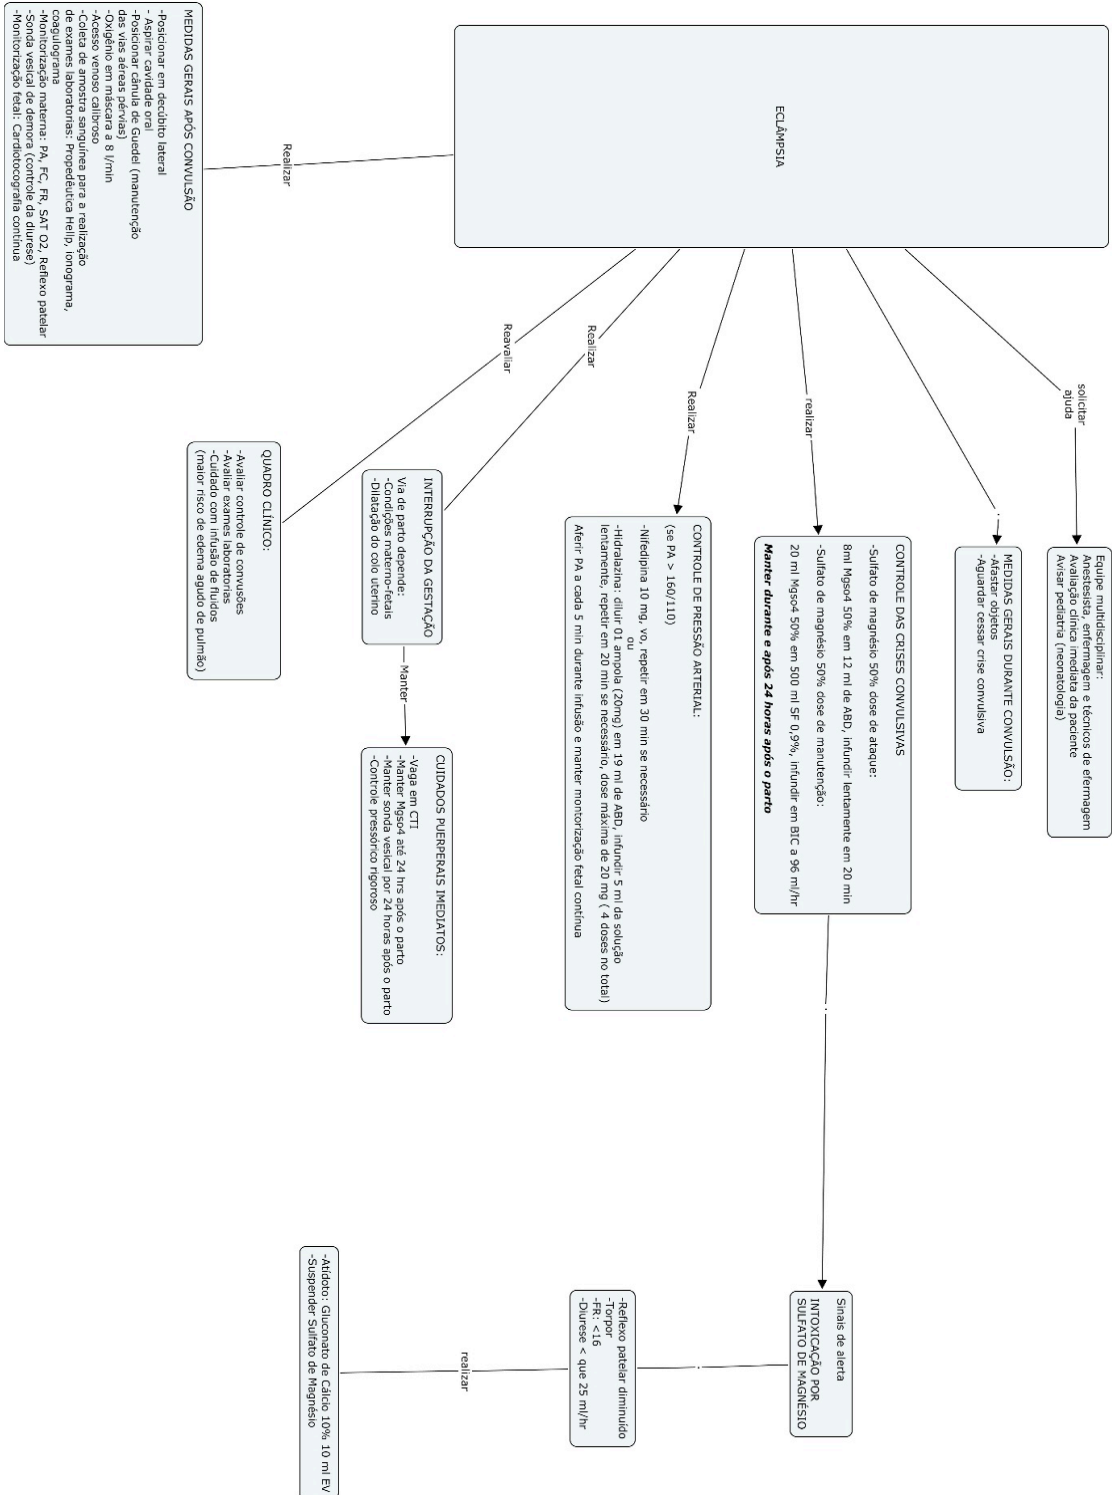 ECLÂMPSIA
solicitar
ajuda
Equipe multidisciplinar:
Anestesista, enfermagem e técnicos de efermagem
Avaliação clínica imediata da paciente
Avisar pediatria (neonatologia)
.
MEDIDAS GERAIS DURANTE CONVULSÃO:
-Afastar objetos
-Aguardar cessar crise convulsiva
realizar
CONTROLE DAS CRISES CONVULSIVAS
-Sulfato de magnésio 50% dose de ataque:
8ml Mgso4 50% em 12 ml de ABD, infundir lentamente em 20 min
-Sulfato de magnésio 50% dose de manutenção:
20 ml Mgso4 50% em 500 ml SF 0,9%, infundir em BIC a 96 ml/hr
Manter durante e após 24 horas após o parto
.
Sinais de alerta
INTOXICAÇÃO POR
SULFATO DE MAGNÉSIO
.
-Reflexo patelar diminuido
-Torpor
-FR: <16
-Diurese < que 25 ml/hr
realizar
-Atídoto: Gluconato de Cálcio 10% 10 ml EV
-Suspender Sulfato de Magnésio
Realizar
CONTROLE DE PRESSÃO ARTERIAL:
(se PA > 160/110)
-Nifedipina 10 mg, vo, repetir em 30 min se necessário
ou
-Hidralazina: diluir 01 ampola (20mg) em 19 ml de ABD, infundir 5 ml da solução
lentamente, repetir em 20 min se necessário, dose máxima de 20 mg ( 4 doses no total)
Aferir PA a cada 5 min durante infusão e manter montorização fetal contínua
Realizar
INTERRUPÇÃO DA GESTAÇÃO
Via de parto depende:
-Condições materno-fetais
-Dilatação do colo uterino
Manter
CUIDADOS PUERPERAIS IMEDIATOS:
-Vaga em CTI
-Manter Mgso4 até 24 hrs após o parto
-Manter sonda vesical por 24 horas após o parto
-Controle pressórico rigoroso
Reavaliar
QUADRO CLÍNICO:
-Avaliar controle de convusões
-Avaliar exames laboratorias
-Cuidado com infusão de fluidos
(maior risco de edema agudo de pulmão)
Realizar
MEDIDAS GERAIS APÓS CONVULSÃO
-Posicionar em decúbito lateral
- Aspirar cavidade oral
-Posicionar cânula de Guedel (manutenção
das vias aéreas pérvias)
-Oxigênio em máscara a 8 l/min
-Acesso venoso calibroso
-Coleta de amostra sanguínea para a realização
de exames laboratorias: Propedêutica Hellp, ionograma,
coagulograma
-Monitorização materna: PA, FC, FR, SAT O2, Reflexo patelar
-Sonda vesical de demora (controle da diurese)
-Monitorização fetal: Cardiotocografia contínua